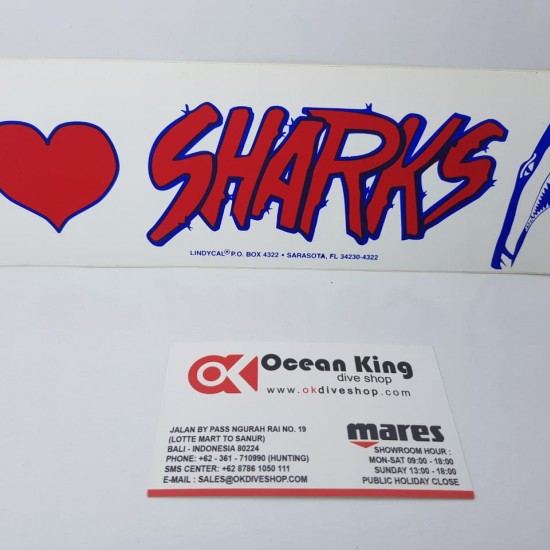 SHARKS
LINDYCAL® P.O. BOX 4322 • SARASOTA, FL 34230-4322
OK Ocean King
dive shop
www.okdiveshop.com
JALAN BY PASS NGURAH RAI NO. 19
(LOTTE MART TO SANUR)
BALI - INDONESIA 80224
PHONE: +62 - 361 - 710990 (HUNTING)
SMS CENTER: +62 8786 1050 111
E-MAIL : SALES@OKDIVESHOP.COM
mares
SHOWROOM HOUR :
MON-SAT 09:00 - 18:00
SUNDAY 13:00 - 18:00
PUBLIC HOLIDAY CLOSE